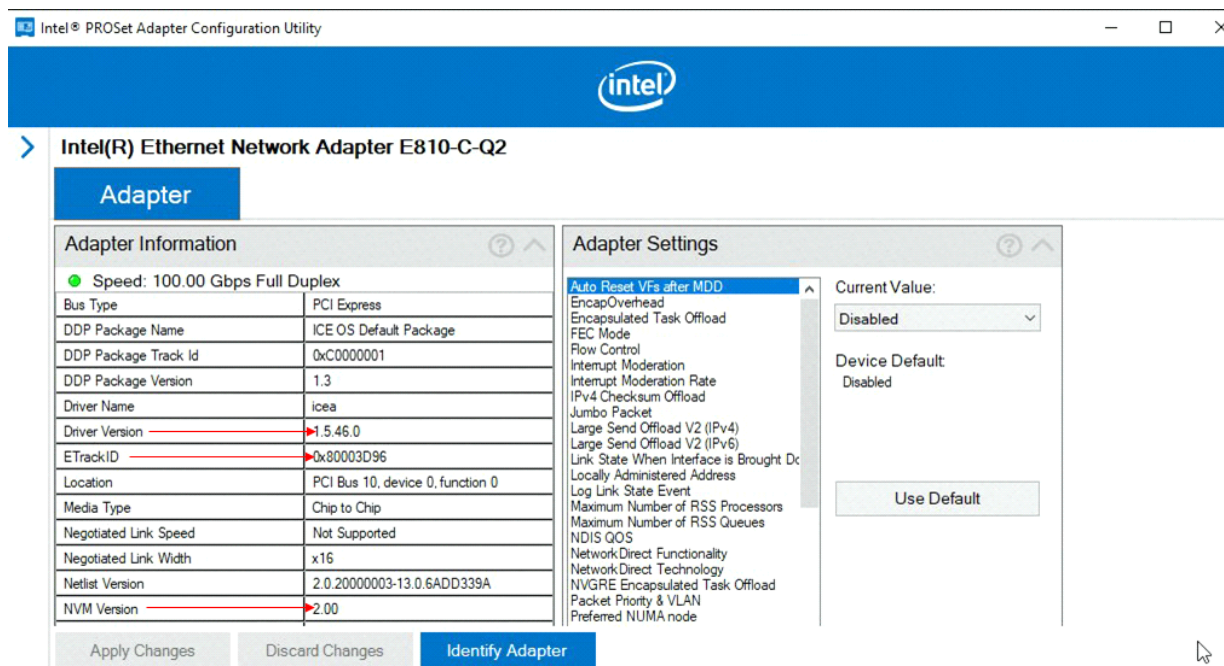 Intel® PROSet Adapter Configuration Utility
intel
Intel(R) Ethernet Network Adapter E810-C-Q2
Adapter
Adapter Information
Speed: 100.00 Gbps Full Duplex
Bus Type PCI Express
DDP Package Name ICE OS Default Package
DDP Package Track Id 0xC0000001
DDP Package Version 1.3
Driver Name icea
Driver Version 1.5.46.0
ETrackID 0x80003D96
Location PCI Bus 10, device 0, function 0
Media Type Chip to Chip
Negotiated Link Speed Not Supported
Negotiated Link Width x16
Netlist Version 2.0.20000003-13.0.6ADD339A
NVM Version 2.00
Adapter Settings
Auto Reset VFs after MDD
EncapOverhead
Encapsulated Task Offload
FEC Mode
Flow Control
Interrupt Moderation
Interrupt Moderation Rate
IPv4 Checksum Offload
Jumbo Packet
Large Send Offload V2 (IPv4)
Large Send Offload V2 (IPv6)
Link State When Interface is Brought Do
Locally Administered Address
Log Link State Event
Maximum Number of RSS Processors
Maximum Number of RSS Queues
NDIS QOS
NetworkDirect Functionality
NetworkDirect Technology
NVGRE Encapsulated Task Offload
Packet Priority & VLAN
Preferred NUMA node
Current Value:
Disabled
Device Default:
Disabled
Use Default
Apply Changes
Discard Changes
Identify Adapter